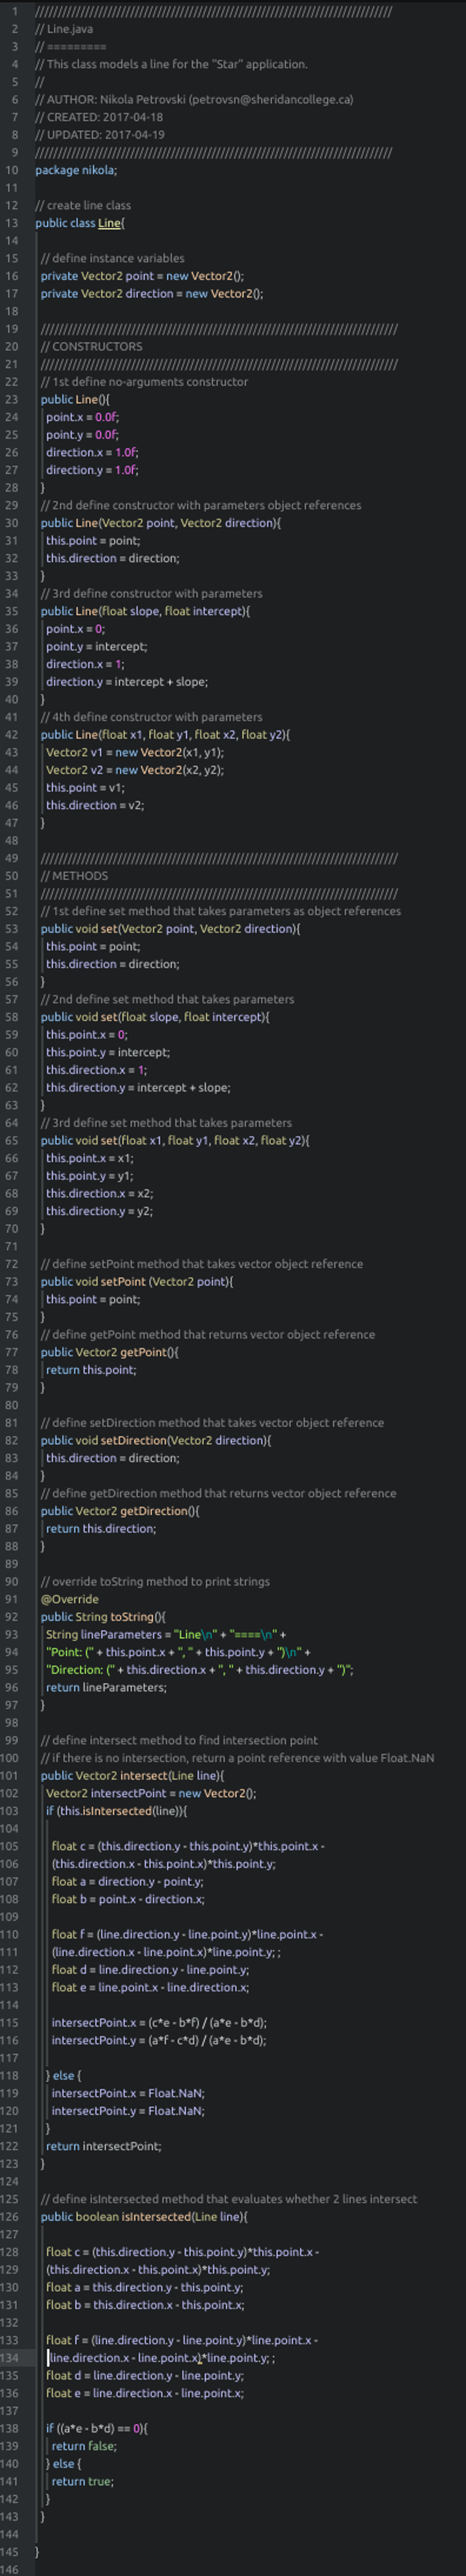 1 //////////////////////////////////////////////////////////////////////////////
2 // Line.java
3 // =========
4 // This class models a line for the "Star" application.
5 //
6 // AUTHOR: Nikola Petrovski (petrovsn@sheridancollege.ca)
7 // CREATED: 2017-04-18
8 // UPDATED: 2017-04-19
9 //////////////////////////////////////////////////////////////////////////////
10 package nikola;
11
12 // create line class
13 public class Line{
14
15 // define instance variables
16 private Vector2 point = new Vector2();
17 private Vector2 direction = new Vector2();
18
19 //////////////////////////////////////////////////////////////////////////////
20 // CONSTRUCTORS
21 //////////////////////////////////////////////////////////////////////////////
22 // 1st define no-arguments constructor
23 public Line(){
24 point.x = 0.0f;
25 point.y = 0.0f;
26 direction.x = 1.0f;
27 direction.y = 1.0f;
28 }
29 // 2nd define constructor with parameters object references
30 public Line(Vector2 point, Vector2 direction){
31 this.point = point;
32 this.direction = direction;
33 }
34 // 3rd define constructor with parameters
35 public Line(float slope, float intercept){
36 point.x = 0;
37 point.y = intercept;
38 direction.x = 1;
39 direction.y = intercept + slope;
40 }
41 // 4th define constructor with parameters
42 public Line(float x1, float y1, float x2, float y2){
43 Vector2 v1 = new Vector2(x1, y1);
44 Vector2 v2 = new Vector2(x2, y2);
45 this.point = v1;
46 this.direction = v2;
47 }
48
49 //////////////////////////////////////////////////////////////////////////////
50 // METHODS
51 //////////////////////////////////////////////////////////////////////////////
52 // 1st define set method that takes parameters as object references
53 public void set(Vector2 point, Vector2 direction){
54 this.point = point;
55 this.direction = direction;
56 }
57 // 2nd define set method that takes parameters
58 public void set(float slope, float intercept){
59 this.point.x = 0;
60 this.point.y = intercept;
61 this.direction.x = 1;
62 this.direction.y = intercept + slope;
63 }
64 // 3rd define set method that takes parameters
65 public void set(float x1, float y1, float x2, float y2){
66 this.point.x = x1;
67 this.point.y = y1;
68 this.direction.x = x2;
69 this.direction.y = y2;
70 }
71
72 // define setPoint method that takes vector object reference
73 public void setPoint (Vector2 point){
74 this.point = point;
75 }
76 // define getPoint method that returns vector object reference
77 public Vector2 getPoint(){
78 return this.point;
79 }
80
81 // define setDirection method that takes vector object reference
82 public void setDirection(Vector2 direction){
83 this.direction = direction;
84 }
85 // define getDirection method that returns vector object reference
86 public Vector2 getDirection(){
87 return this.direction;
88 }
89
90 // override toString method to print strings
91 @Override
92 public String toString(){
93 String lineParameters = "Line\n" + "====\n" +
94 "Point: (" + this.point.x + ", " + this.point.y + ")\n" +
95 "Direction: (" + this.direction.x + ", " + this.direction.y + ")";
96 return lineParameters;
97 }
98
99 // define intersect method to find intersection point
100 // if there is no intersection, return a point reference with value Float.NaN
101 public Vector2 intersect(Line line){
102 Vector2 intersectPoint = new Vector2();
103 if (this.isIntersected(line)){
104
105 float c = (this.direction.y - this.point.y)*this.point.x -
106 (this.direction.x - this.point.x)*this.point.y;
107 float a = direction.y - point.y;
108 float b = point.x - direction.x;
109
110 float f = (line.direction.y - line.point.y)*line.point.x -
111 (line.direction.x - line.point.x)*line.point.y; ;
112 float d = line.direction.y - line.point.y;
113 float e = line.point.x - line.direction.x;
114
115 intersectPoint.x = (c*e - b*f) / (a*e - b*d);
116 intersectPoint.y = (a*f - c*d) / (a*e - b*d);
117
118 } else {
119 intersectPoint.x = Float.NaN;
120 intersectPoint.y = Float.NaN;
121 }
122 return intersectPoint;
123 }
124
125 // define isIntersected method that evaluates whether 2 lines intersect
126 public boolean isIntersected(Line line){
127
128 float c = (this.direction.y - this.point.y)*this.point.x -
129 (this.direction.x - this.point.x)*this.point.y;
130 float a = this.direction.y - this.point.y;
131 float b = this.direction.x - this.point.x;
132
133 float f = (line.direction.y - line.point.y)*line.point.x -
134 (line.direction.x - line.point.x)*line.point.y; ;
135 float d = line.direction.y - line.point.y;
136 float e = line.direction.x - line.point.x;
137
138 if ((a*e - b*d) == 0){
139 return false;
140 } else {
141 return true;
142 }
143 }
144
145 }
146